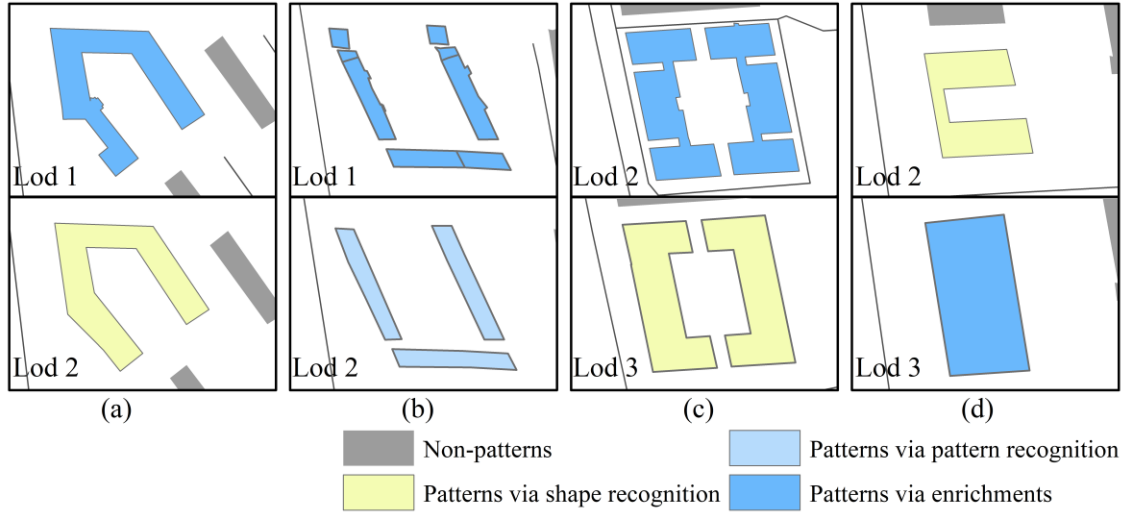 Lod 1
Lod 1
Lod 2
Lod 2
Lod 2
Lod 2
Lod 3
Lod 3
(a)
(b)
(c)
(d)
Non-patterns
Patterns via pattern recognition
Patterns via shape recognition
Patterns via enrichments